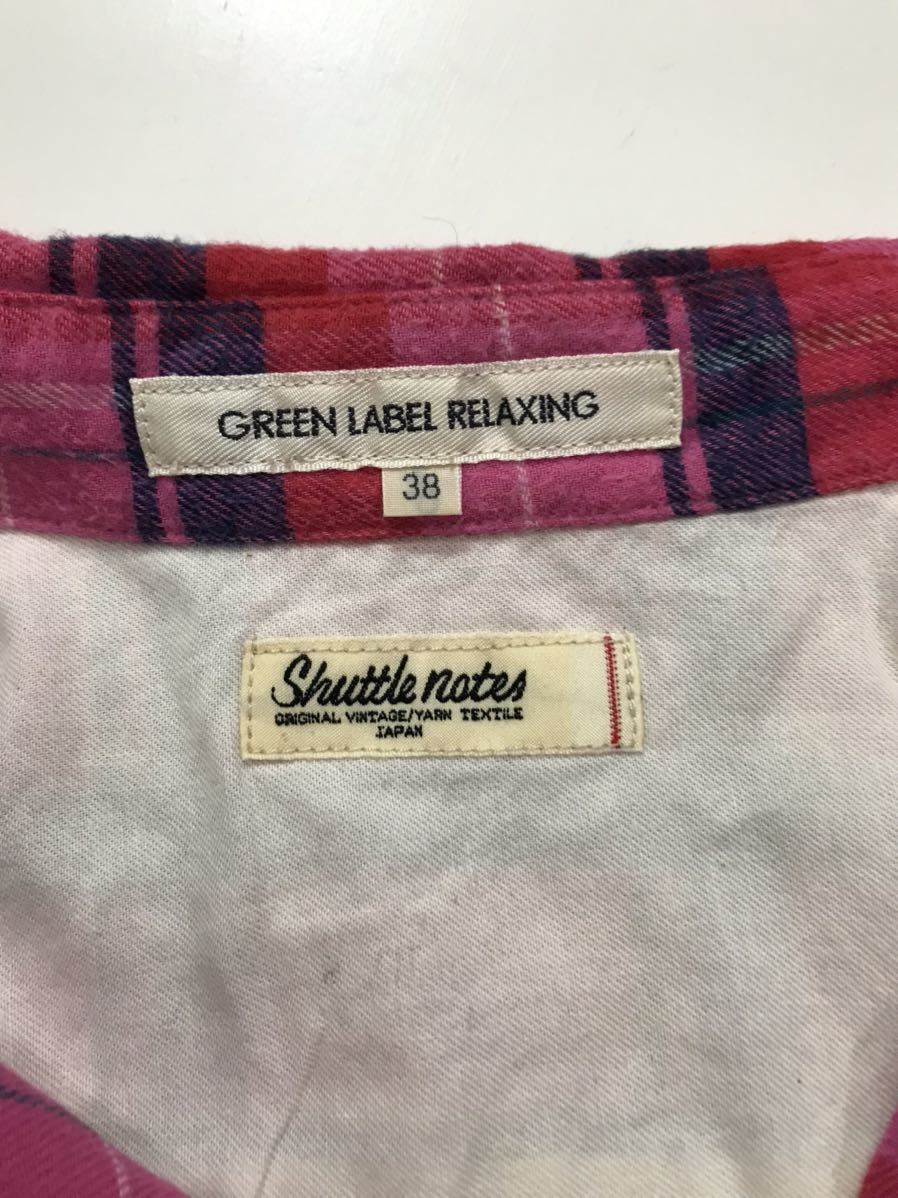 GREEN LABEL RELAXING
38
Shuttle notes
ORIGINAL VINTAGE/YARN TEXTILE
JAPAN